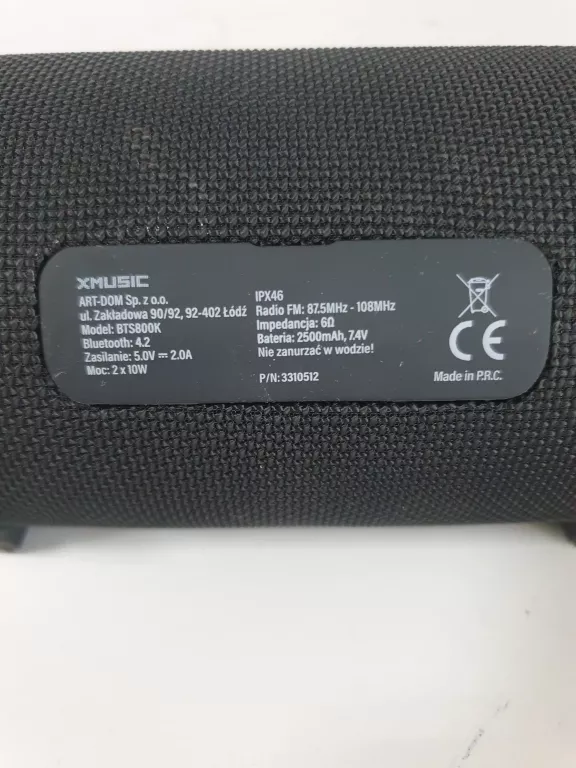 XMUSIC
ART-DOM Sp. z o.o.
ul. Zakładowa 90/92, 92-402 Łódź
Model: BTS800K
Bluetooth: 4.2
Zasilanie: 5.0V ⎓ 2.0A
Moc: 2 x 10W
IPX46
Radio FM: 87.5MHz - 108MHz
Impedancja: 6Ω
Bateria: 2500mAh, 7.4V
Nie zanurzać w wodzie!
P/N: 3310512
CE
Made in P.R.C.